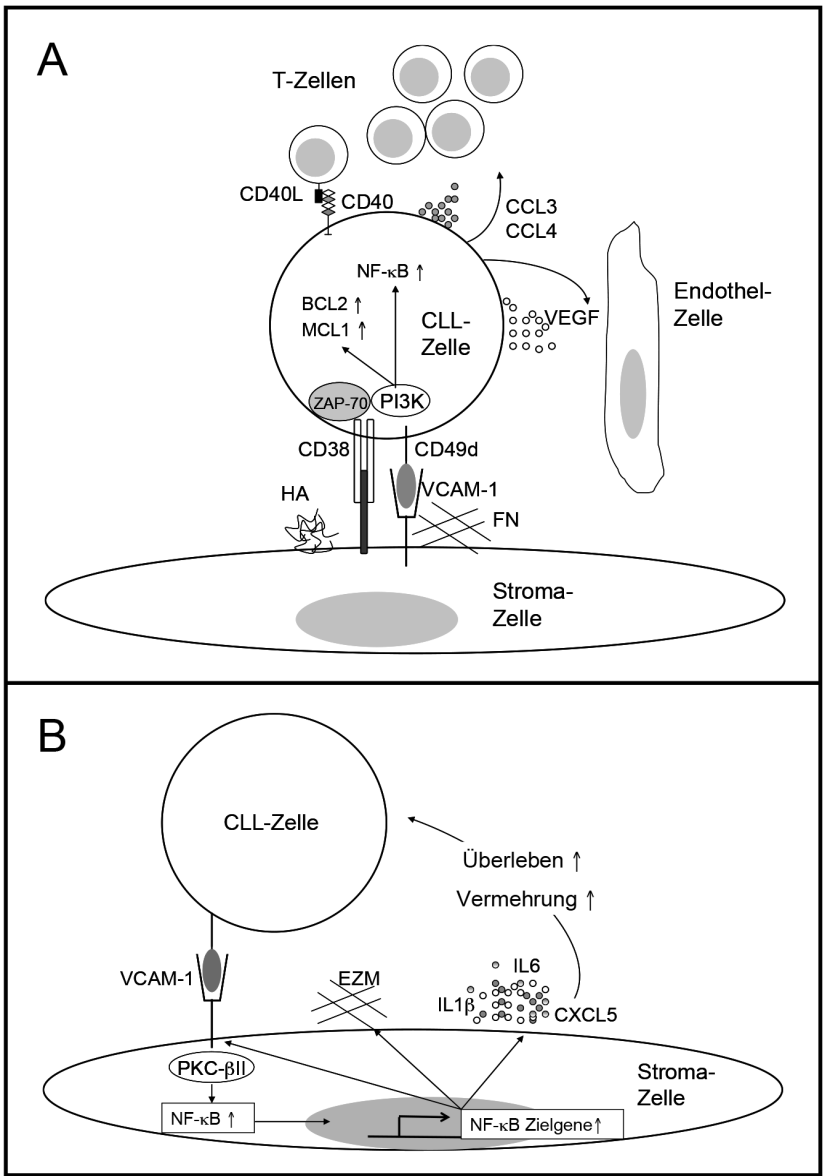 A
T-Zellen
CD40L
CD40
CCL3
CCL4
NF-κB ↑
BCL2 ↑
MCL1 ↑
CLL-
Zelle
VEGF
Endothel-
Zelle
ZAP-70
PI3K
CD38
CD49d
HA
VCAM-1
FN
Stroma-
Zelle
B
CLL-Zelle
Überleben ↑
Vermehrung ↑
VCAM-1
EZM
IL6
IL1β
CXCL5
PKC-βII
Stroma-
Zelle
NF-κB ↑
NF-κB Zielgene↑